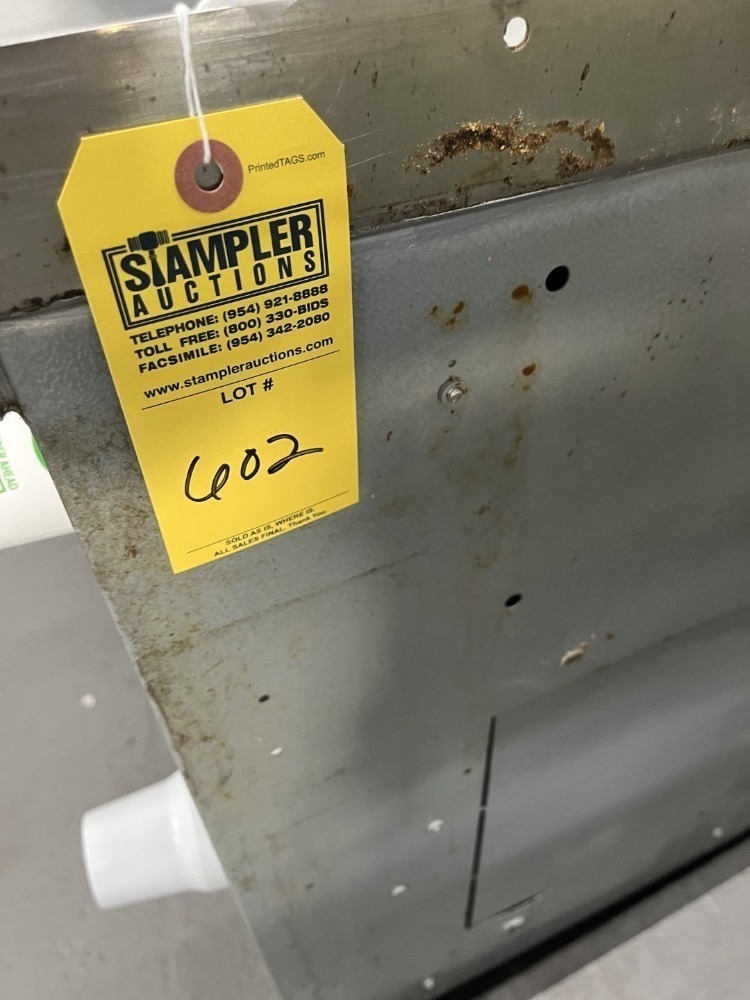 PrintedTAGS.com
STAMPLER
AUCTIONS
TELEPHONE: (954) 921-8888
TOLL FREE: (800) 330-BIDS
FACSIMILE: (954) 342-2080
www.stamplerauctions.com
LOT #
602
SOLD AS IS, WHERE IS.
ALL SALES FINAL. Thank You.
AHEAD